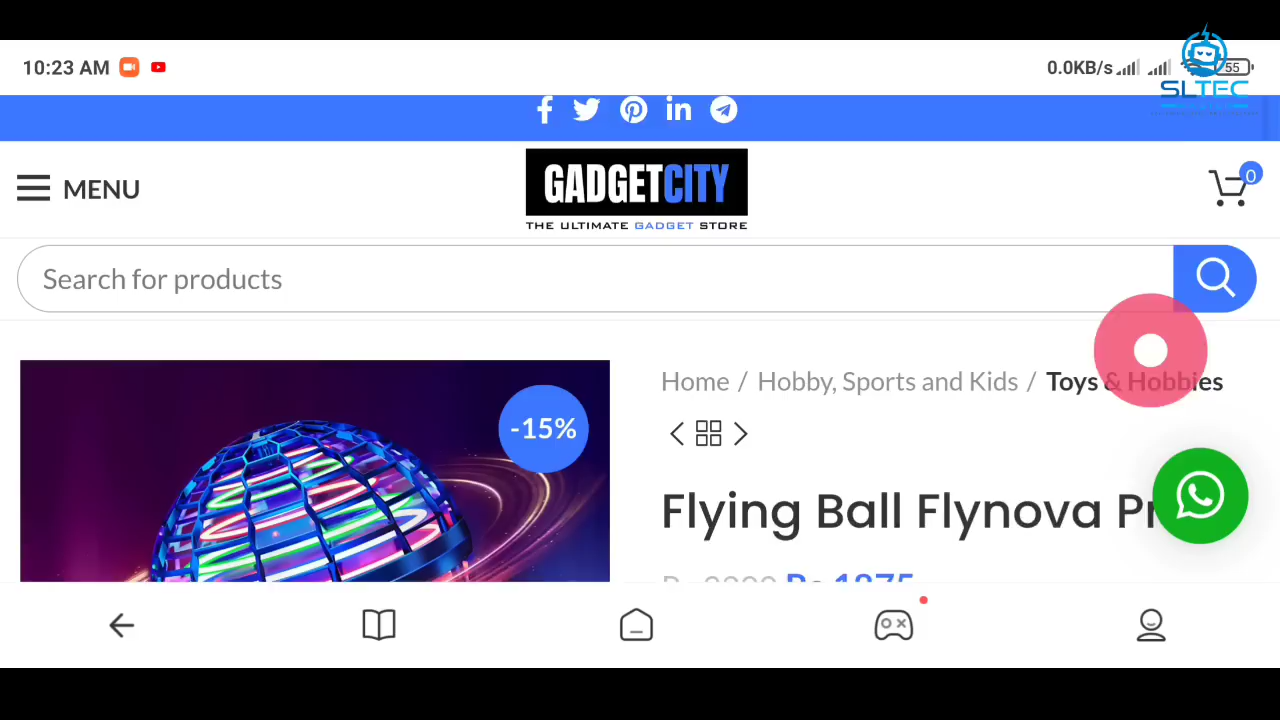 10:23 AM
0.0KB/s
55
SLTEC
MENU
GADGETCITY
THE ULTIMATE GADGET STORE
0
Search for products
Home / Hobby, Sports and Kids / Toys & Hobbies
-15%
Flying Ball Flynova